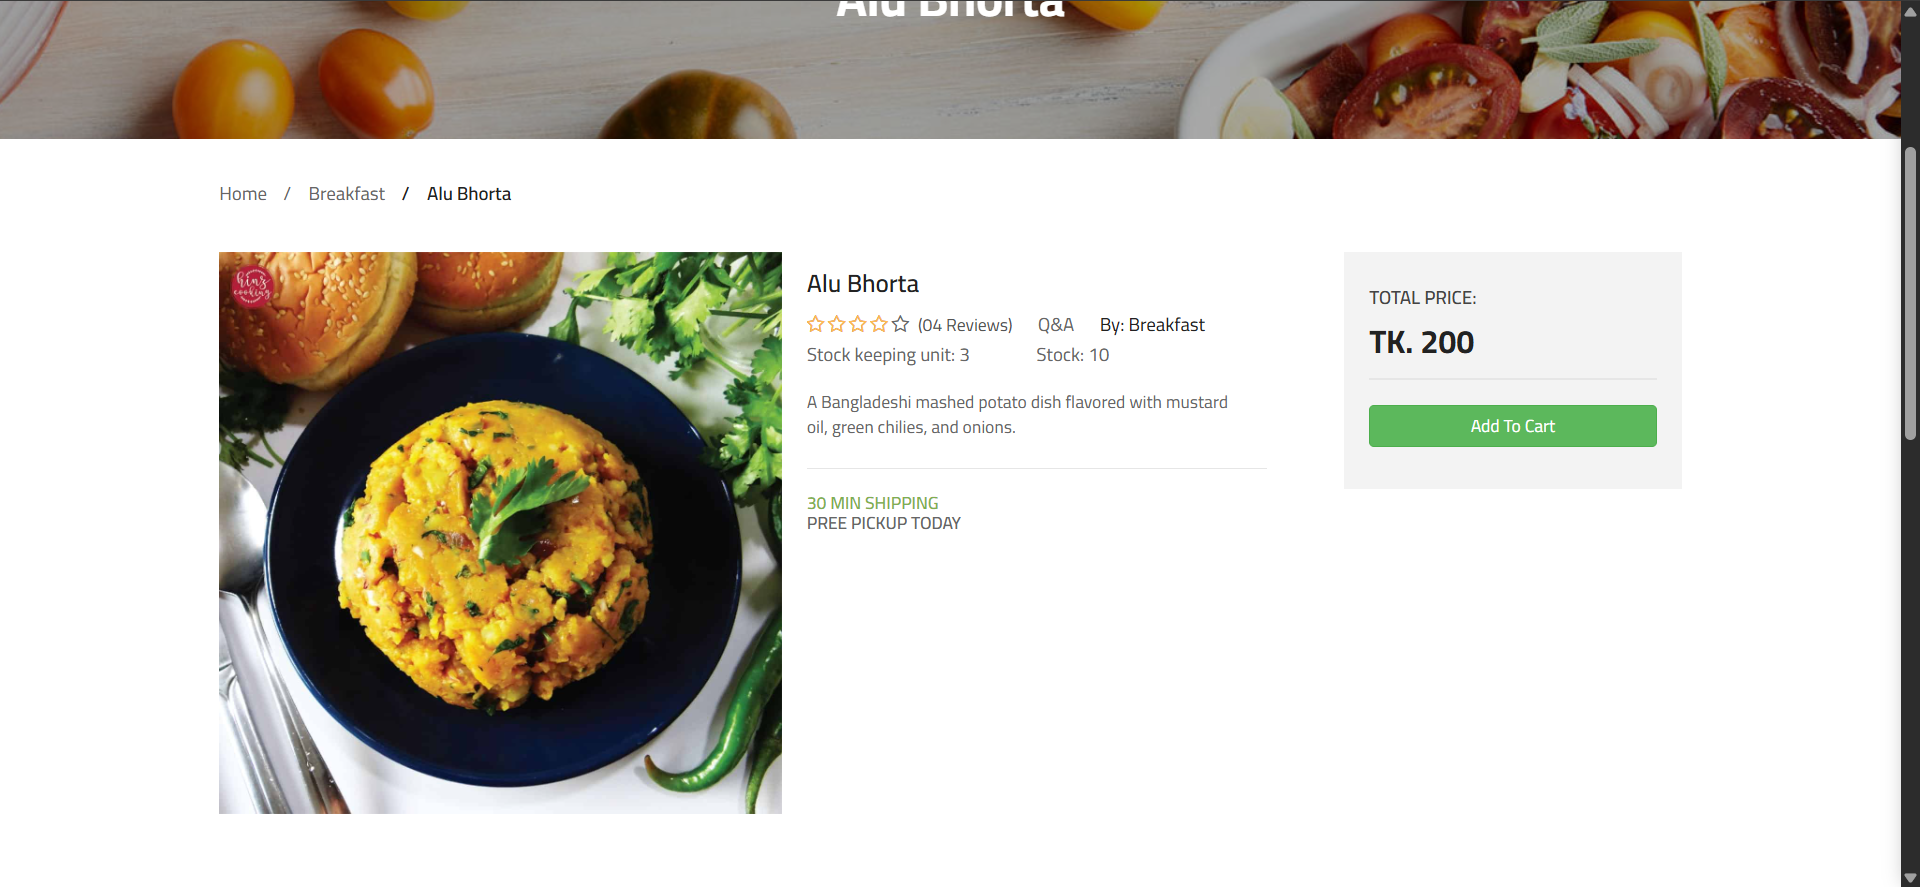 Alu Bhorta
Home / Breakfast / Alu Bhorta
hinz
cooking
Alu Bhorta
(04 Reviews) Q&A By: Breakfast
Stock keeping unit: 3 Stock: 10
A Bangladeshi mashed potato dish flavored with mustard
oil, green chilies, and onions.
30 MIN SHIPPING
PREE PICKUP TODAY
TOTAL PRICE:
TK. 200
Add To Cart